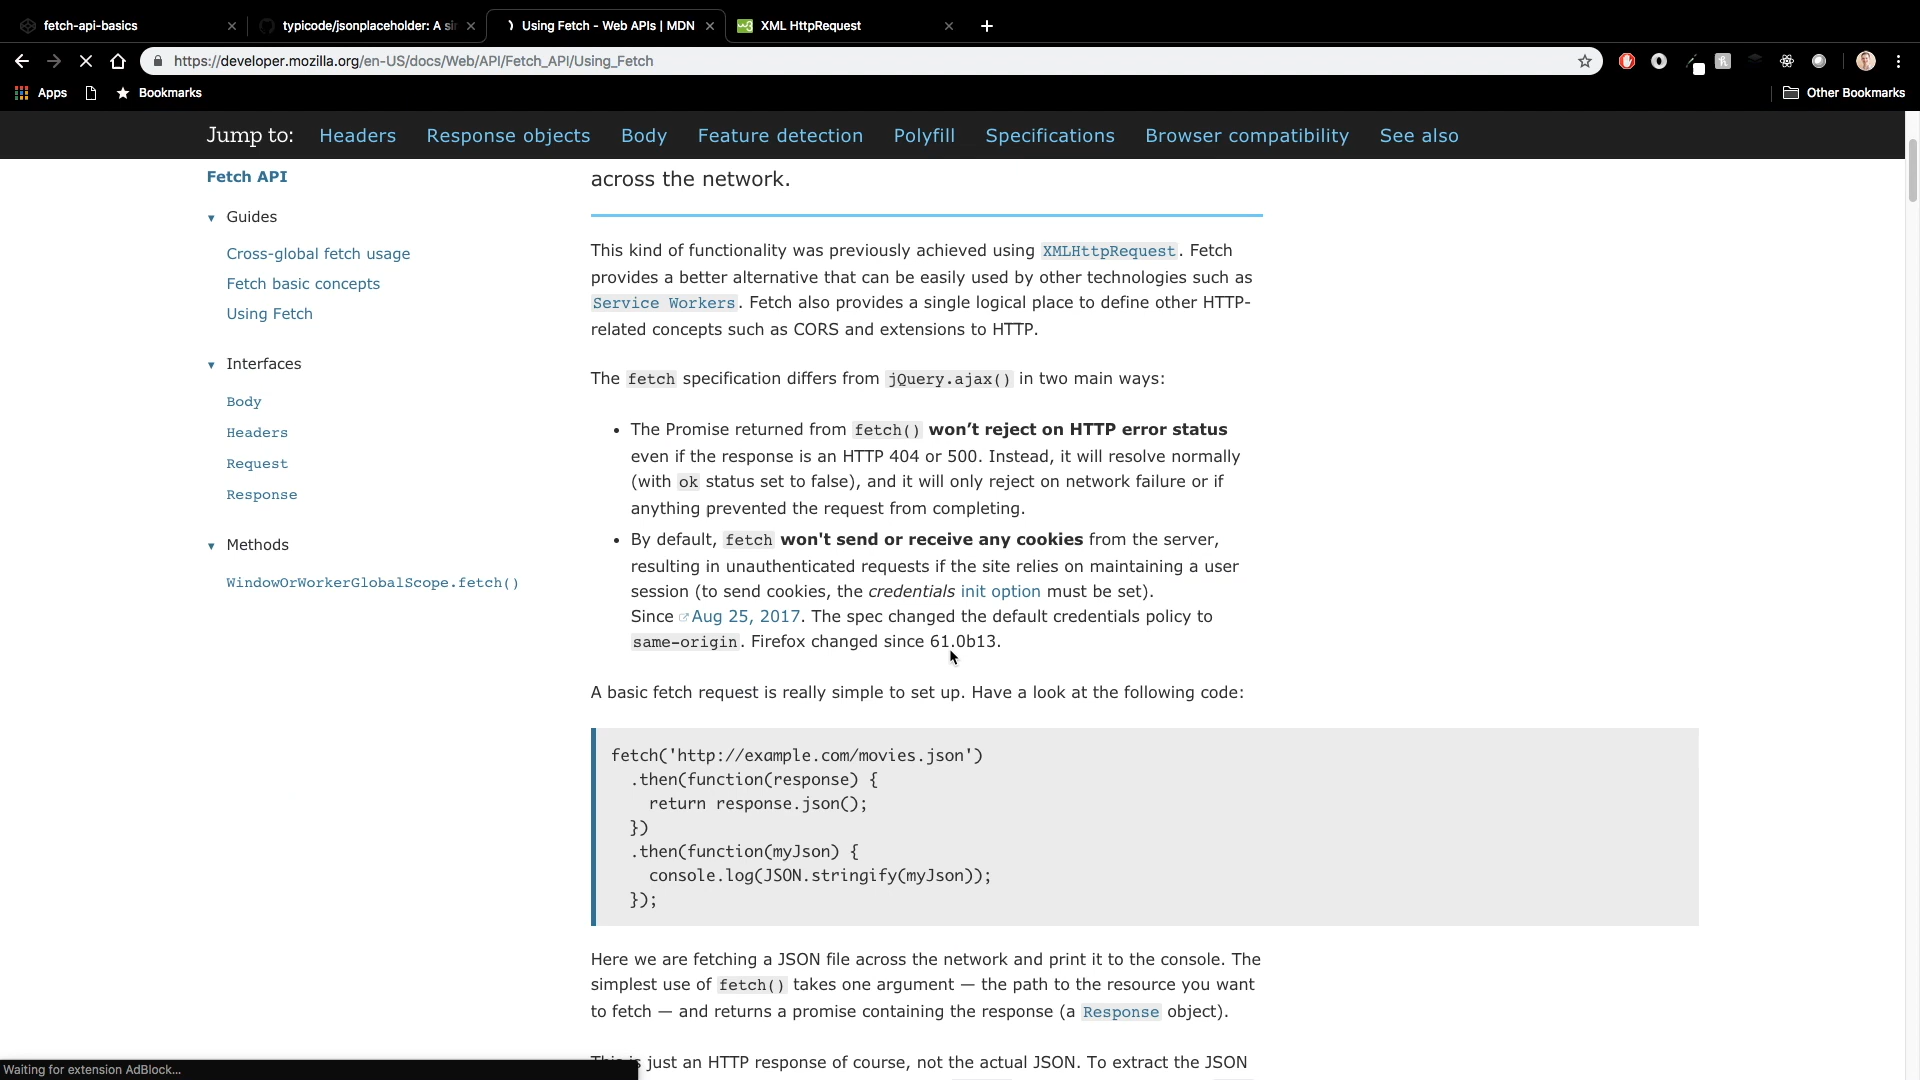 fetch-api-basics
typicode/jsonplaceholder: A si
Using Fetch - Web APIs | MDN
XML HttpRequest
https://developer.mozilla.org/en-US/docs/Web/API/Fetch_API/Using_Fetch
Apps
Bookmarks
Other Bookmarks
Jump to: Headers Response objects Body Feature detection Polyfill Specifications Browser compatibility See also
Fetch API
Guides
Cross-global fetch usage
Fetch basic concepts
Using Fetch
Interfaces
Body
Headers
Request
Response
Methods
WindowOrWorkerGlobalScope.fetch()
across the network.
This kind of functionality was previously achieved using XMLHttpRequest. Fetch
provides a better alternative that can be easily used by other technologies such as
Service Workers. Fetch also provides a single logical place to define other HTTP-
related concepts such as CORS and extensions to HTTP.
The fetch specification differs from jQuery.ajax() in two main ways:
• The Promise returned from fetch() won’t reject on HTTP error status
even if the response is an HTTP 404 or 500. Instead, it will resolve normally
(with ok status set to false), and it will only reject on network failure or if
anything prevented the request from completing.
• By default, fetch won't send or receive any cookies from the server,
resulting in unauthenticated requests if the site relies on maintaining a user
session (to send cookies, the credentials init option must be set).
Since Aug 25, 2017. The spec changed the default credentials policy to
same-origin. Firefox changed since 61.0b13.
A basic fetch request is really simple to set up. Have a look at the following code:
fetch('http://example.com/movies.json')
.then(function(response) {
return response.json();
})
.then(function(myJson) {
console.log(JSON.stringify(myJson));
});
Here we are fetching a JSON file across the network and print it to the console. The
simplest use of fetch() takes one argument — the path to the resource you want
to fetch — and returns a promise containing the response (a Response object).
This is just an HTTP response of course, not the actual JSON. To extract the JSON
Waiting for extension AdBlock...